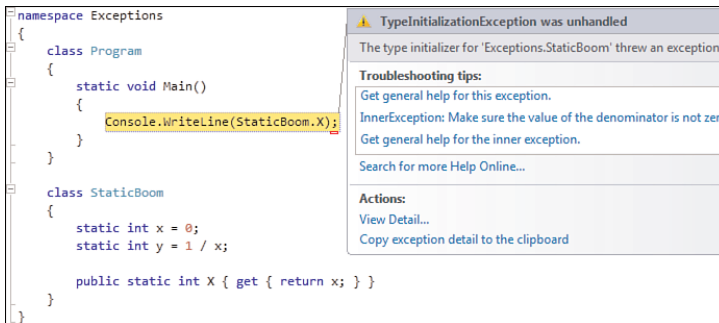 namespace Exceptions
{
class Program
{
static void Main()
{
Console.WriteLine(StaticBoom.X);
}
}
class StaticBoom
{
static int x = 0;
static int y = 1 / x;
public static int X { get { return x; } }
}
}
TypeInitializationException was unhandled
The type initializer for 'Exceptions.StaticBoom' threw an exception
Troubleshooting tips:
Get general help for this exception.
InnerException: Make sure the value of the denominator is not zer
Get general help for the inner exception.
Search for more Help Online...
Actions:
View Detail...
Copy exception detail to the clipboard